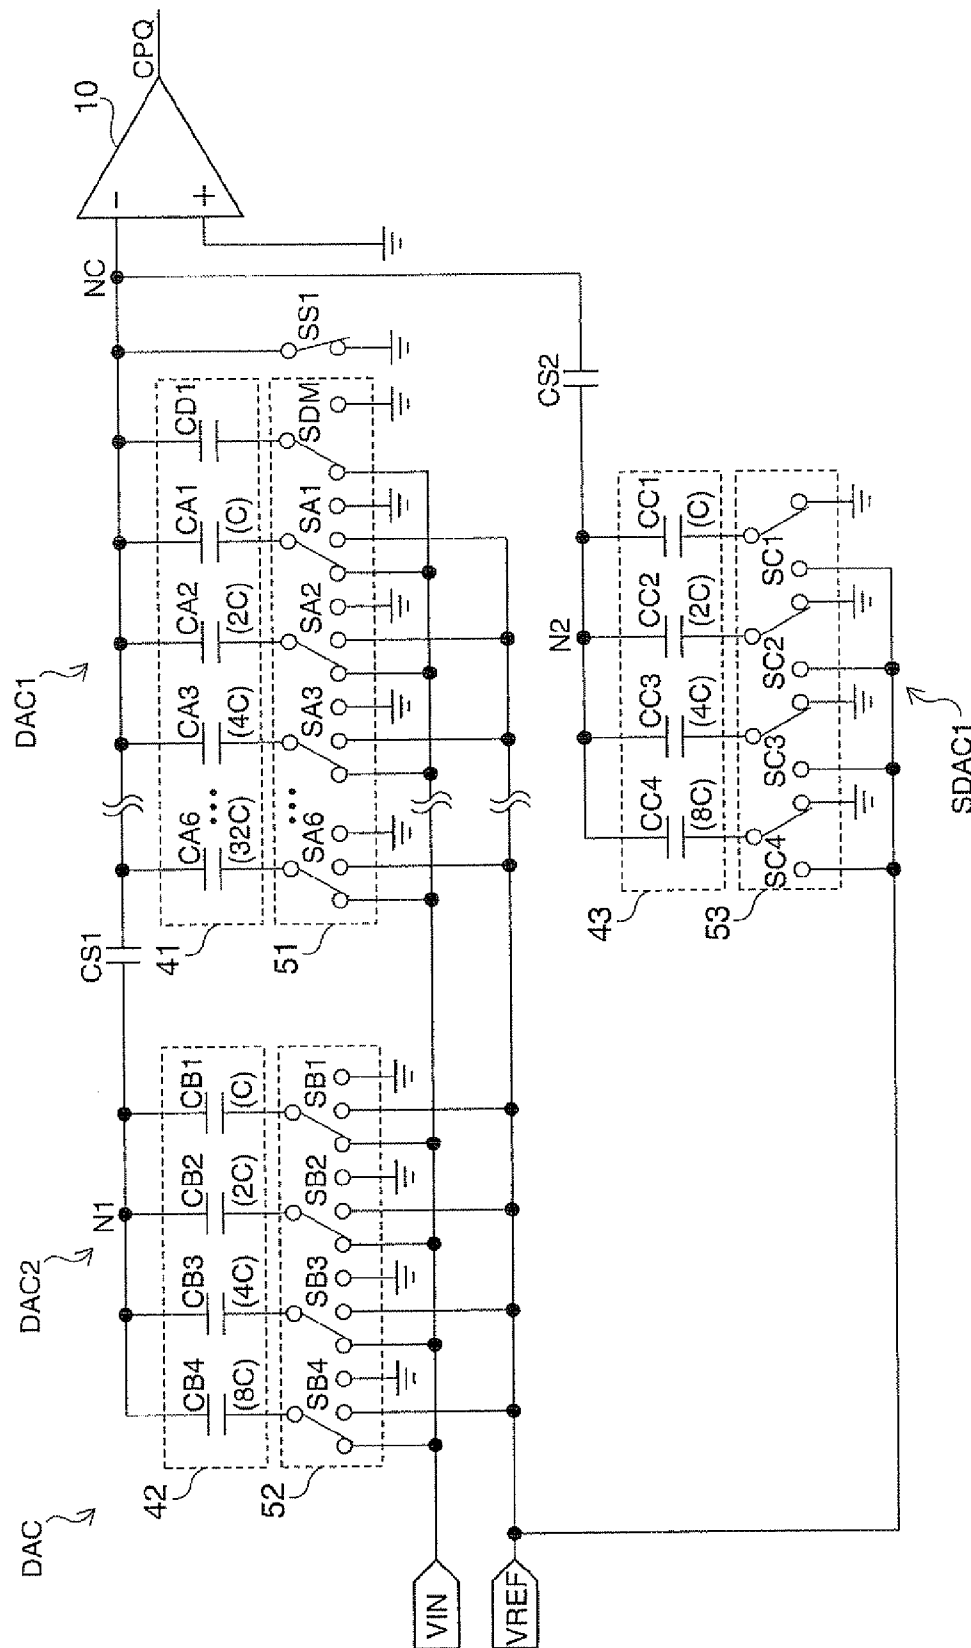 DAC
DAC2
DAC1
N1
CS1
NC
10
CPQ
-
+
42
CB4
(8C)
CB3
(4C)
CB2
(2C)
CB1
(C)
41
CA6
(32C)
CA3
(4C)
CA2
(2C)
CA1
(C)
CD1
52
SB4
SB3
SB2
SB1
51
SA6
SA3
SA2
SA1
SDM
SS1
VIN
VREF
CS2
N2
43
CC4
(8C)
CC3
(4C)
CC2
(2C)
CC1
(C)
53
SC4
SC3
SC2
SC1
SDAC1